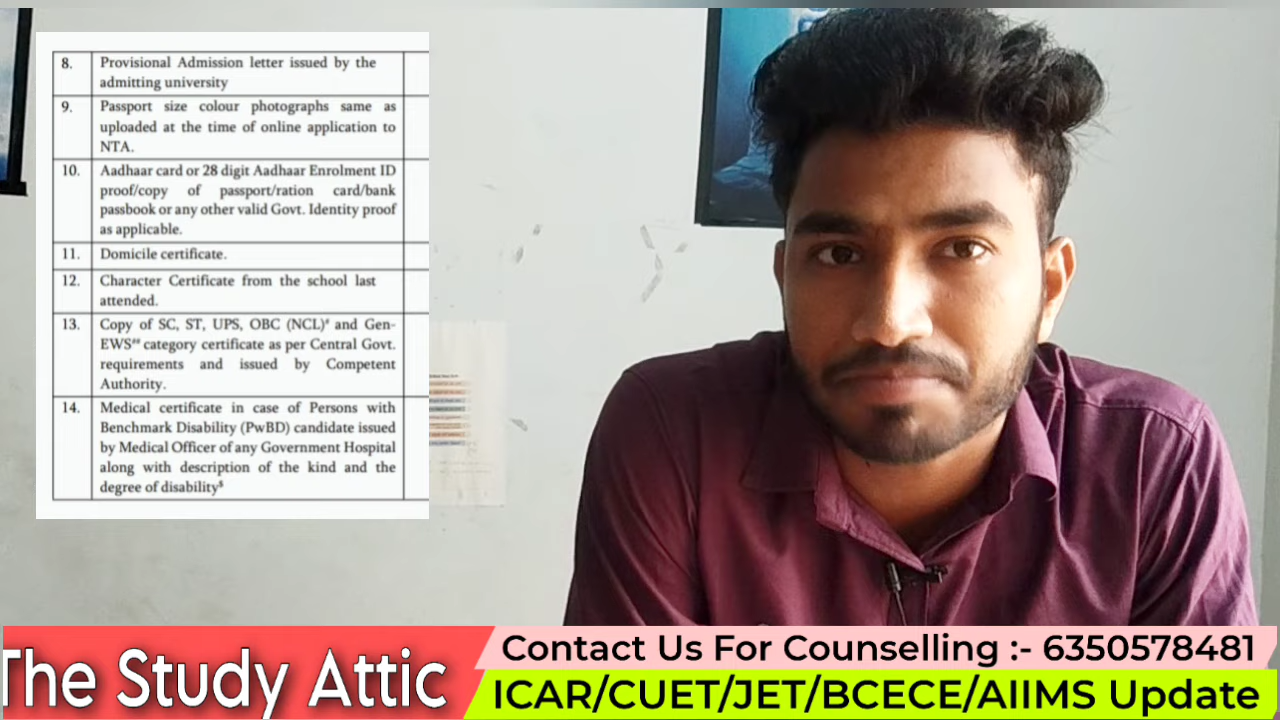 8. Provisional Admission letter issued by the
admitting university
9. Passport size colour photographs same as
uploaded at the time of online application to
NTA.
10. Aadhaar card or 28 digit Aadhaar Enrolment ID
proof/copy of passport/ration card/bank
passbook or any other valid Govt. Identity proof
as applicable.
11. Domicile certificate.
12. Character Certificate from the school last
attended.
13. Copy of SC, ST, UPS, OBC (NCL)# and Gen-
EWS## category certificate as per Central Govt.
requirements and issued by Competent
Authority.
14. Medical certificate in case of Persons with
Benchmark Disability (PwBD) candidate issued
by Medical Officer of any Government Hospital
along with description of the kind and the
degree of disability$
The Study Attic
Contact Us For Counselling :- 6350578481
ICAR/CUET/JET/BCECE/AIIMS Update